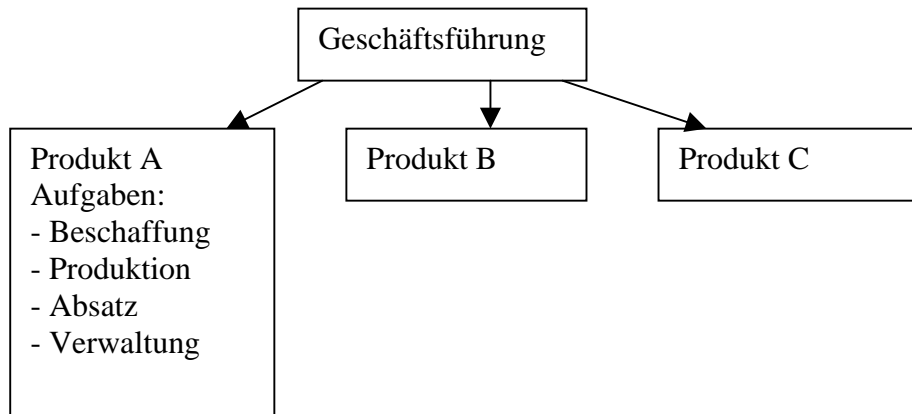 Geschäftsführung
Produkt A
Aufgaben:
- Beschaffung
- Produktion
- Absatz
- Verwaltung
Produkt B
Produkt C